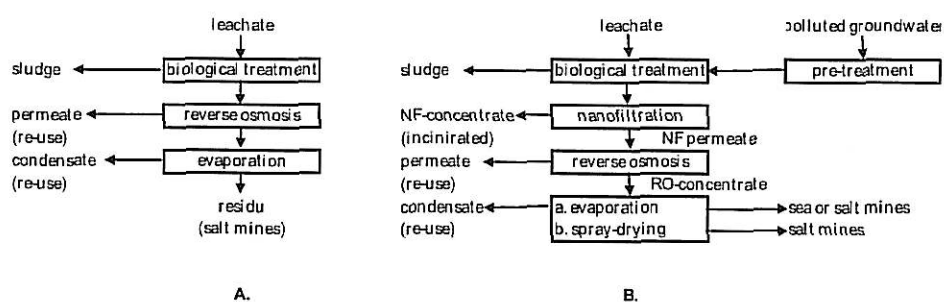 leachate
sludge
biological treatment
permeate
(re-use)
reverse osmosis
condensate
(re-use)
evaporation
residu
(salt mines)
A.
leachate
polluted groundwater
sludge
biological treatment
pre-treatment
NF-concentrate
(incinirated)
nanofiltration
NF permeate
permeate
(re-use)
reverse osmosis
RO-concentrate
condensate
(re-use)
a. evaporation
b. spray-drying
sea or salt mines
salt mines
B.